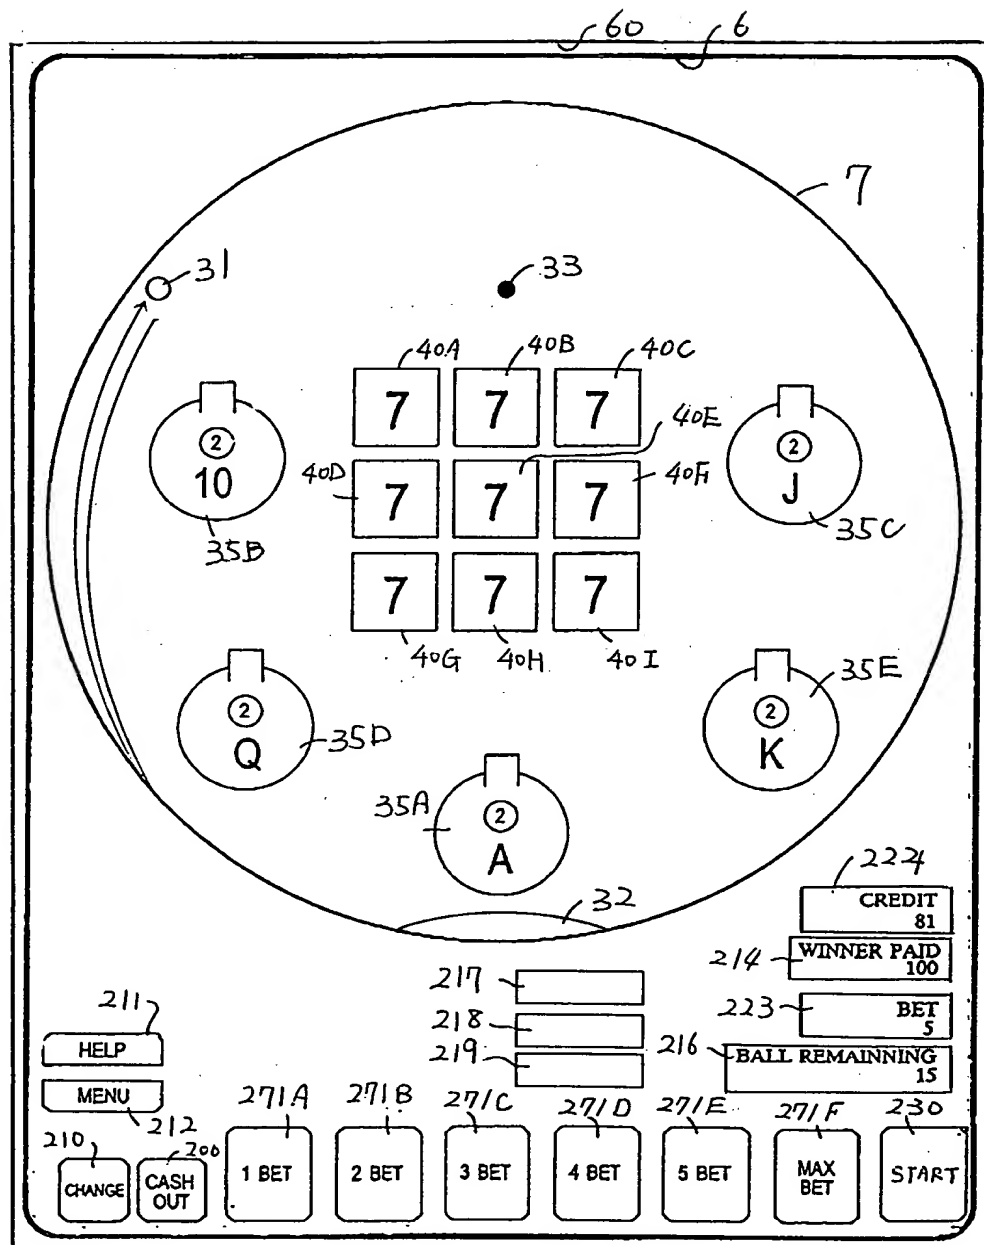 60 6
7
31 33
40A 40B 40C
7 7 7 40E
2 2
10 40D 7 7 40F J
35B 35C
7 7 7
40G 40H 40I 35E
2 2
Q 35D K
35A 2
A
222
32 CREDIT
81
214 WINNER PAID
100
217
211 223 BET
5
218
HELP 219 216 BALL REMAINNING
15
MENU
212 271A 271B 271C 271D 271E 271F 230
210 200
CHANGE CASH OUT 1 BET 2 BET 3 BET 4 BET 5 BET MAX BET START